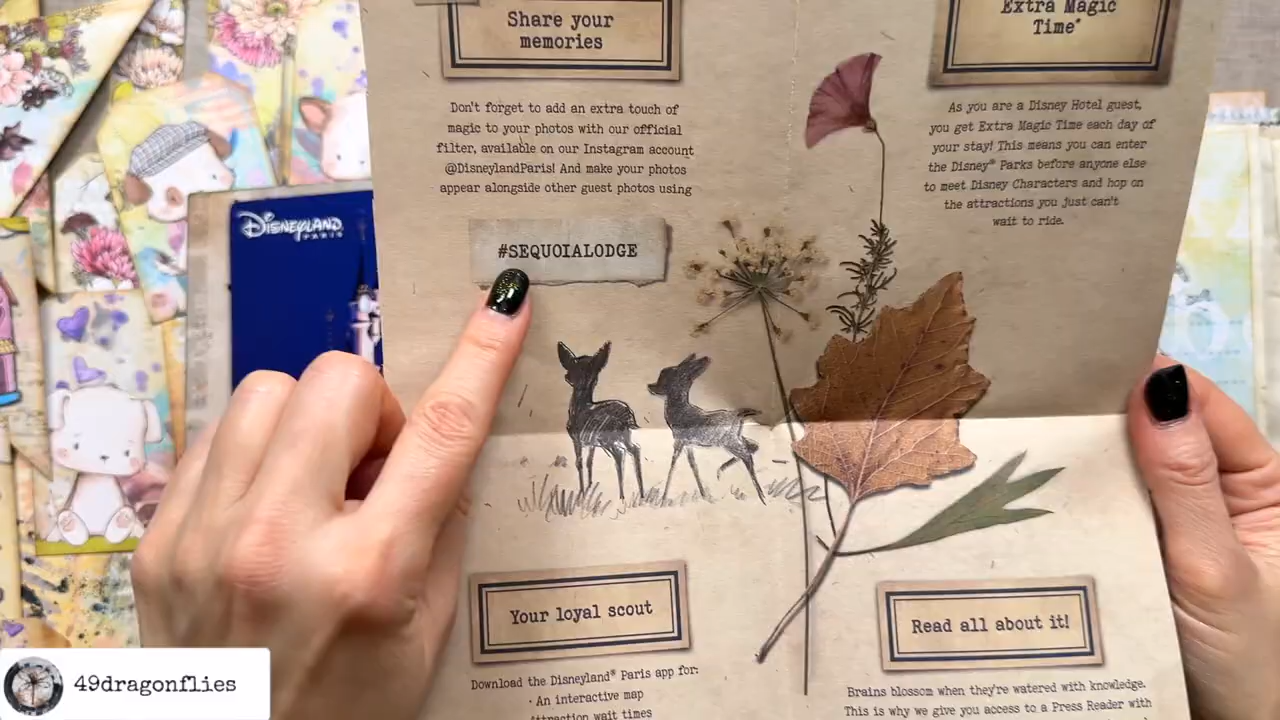 Share your
memories
Don't forget to add an extra touch of
magic to your photos with our official
filter, available on our Instagram account
@DisneylandParis! And make your photos
appear alongside other guest photos using
#SEQUOIALODGE
Extra Magic
Time*
As you are a Disney Hotel guest,
you get Extra Magic Time each day of
your stay! This means you can enter
the Disney® Parks before anyone else
to meet Disney Characters and hop on
the attractions you just can't
wait to ride.
DISNEYLAND
PARIS
Your loyal scout
Download the Disneyland® Paris app for:
· An interactive map
· Attraction wait times
Read all about it!
Brains blossom when they're watered with knowledge.
This is why we give you access to a Press Reader with
49dragonflies